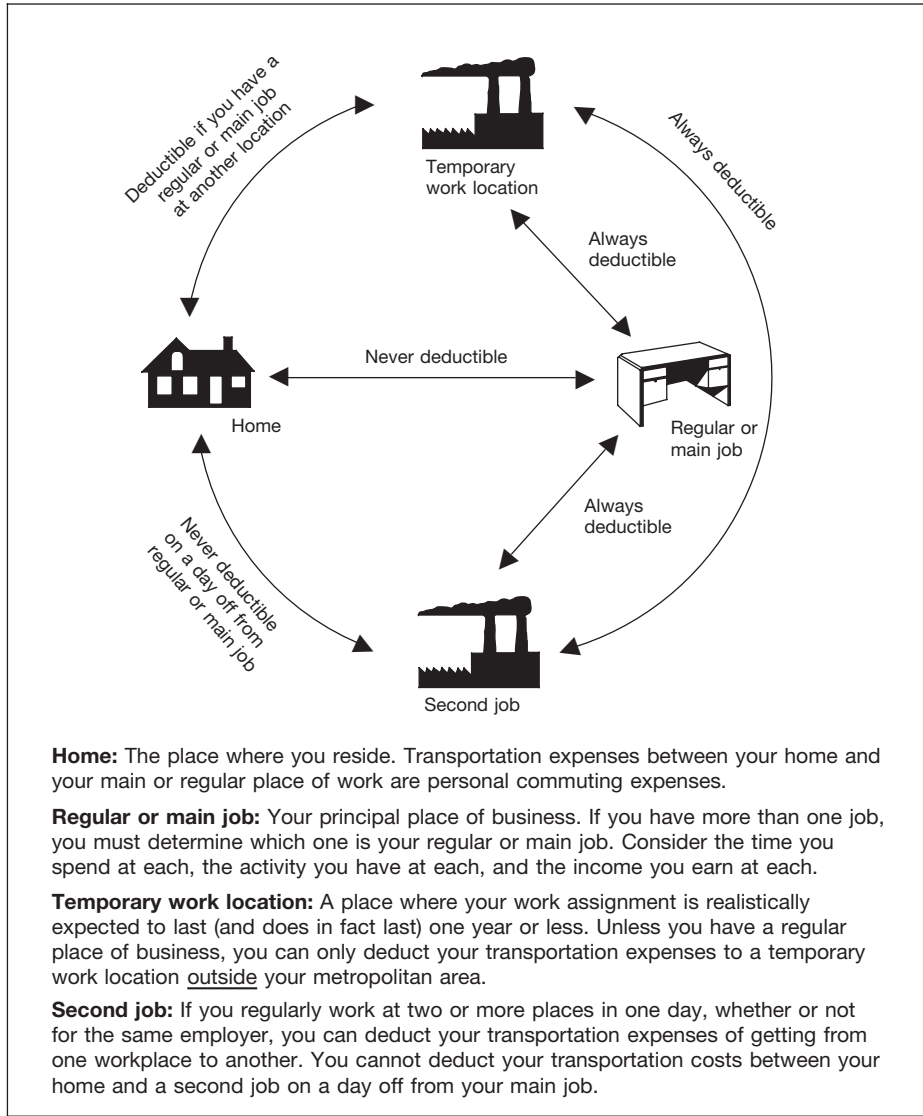 Deductible if you have a
regular or main job
at another location
Temporary
work location
Always deductible
Always
deductible
Never deductible
Home
Regular or
main job
Always
deductible
Never deductible
on a day off from
regular or main job
Second job
Home: The place where you reside. Transportation expenses between your home and
your main or regular place of work are personal commuting expenses.
Regular or main job: Your principal place of business. If you have more than one job,
you must determine which one is your regular or main job. Consider the time you
spend at each, the activity you have at each, and the income you earn at each.
Temporary work location: A place where your work assignment is realistically
expected to last (and does in fact last) one year or less. Unless you have a regular
place of business, you can only deduct your transportation expenses to a temporary
work location outside your metropolitan area.
Second job: If you regularly work at two or more places in one day, whether or not
for the same employer, you can deduct your transportation expenses of getting from
one workplace to another. You cannot deduct your transportation costs between your
home and a second job on a day off from your main job.